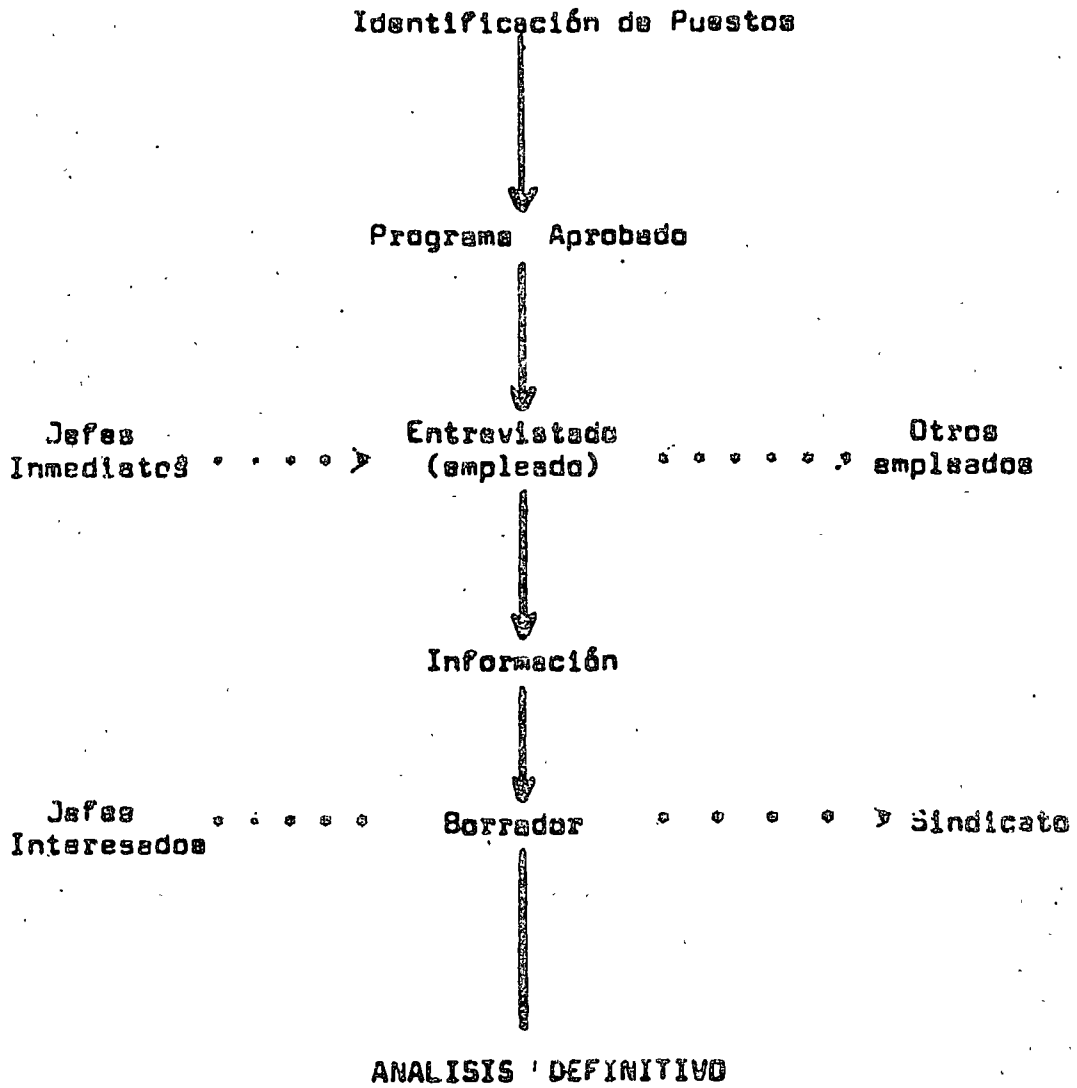 Identificación de Puestos
Programa Aprobado
Jefes
Inmediatos
Entrevistado
(empleado)
Otros
empleados
Información
Jefes
Interesados
Borrador
Sindicato
ANALISIS DEFINITIVO